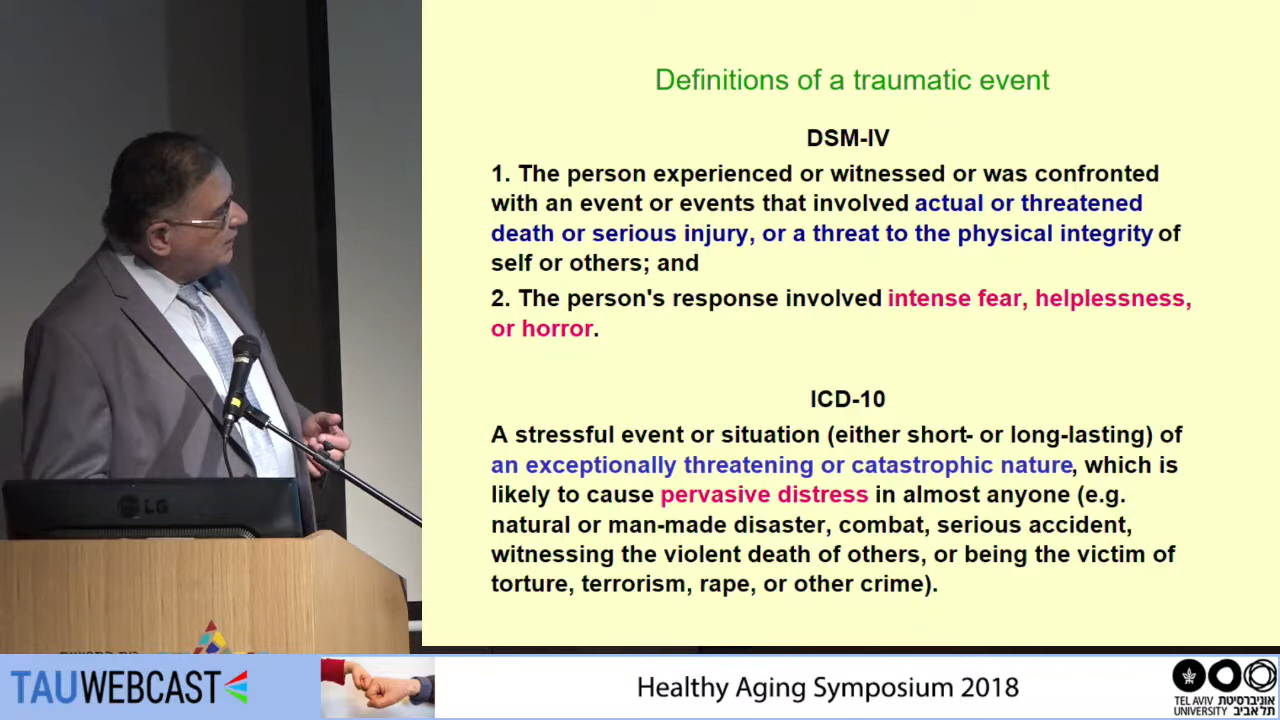 Definitions of a traumatic event
DSM-IV
1. The person experienced or witnessed or was confronted
with an event or events that involved actual or threatened
death or serious injury, or a threat to the physical integrity of
self or others; and
2. The person's response involved intense fear, helplessness,
or horror.
ICD-10
A stressful event or situation (either short- or long-lasting) of
an exceptionally threatening or catastrophic nature, which is
likely to cause pervasive distress in almost anyone (e.g.
natural or man-made disaster, combat, serious accident,
witnessing the violent death of others, or being the victim of
torture, terrorism, rape, or other crime).
LG
TAUWEBCAST
Healthy Aging Symposium 2018
TEL AVIV אוניברסיטת
UNIVERSITY תל אביב